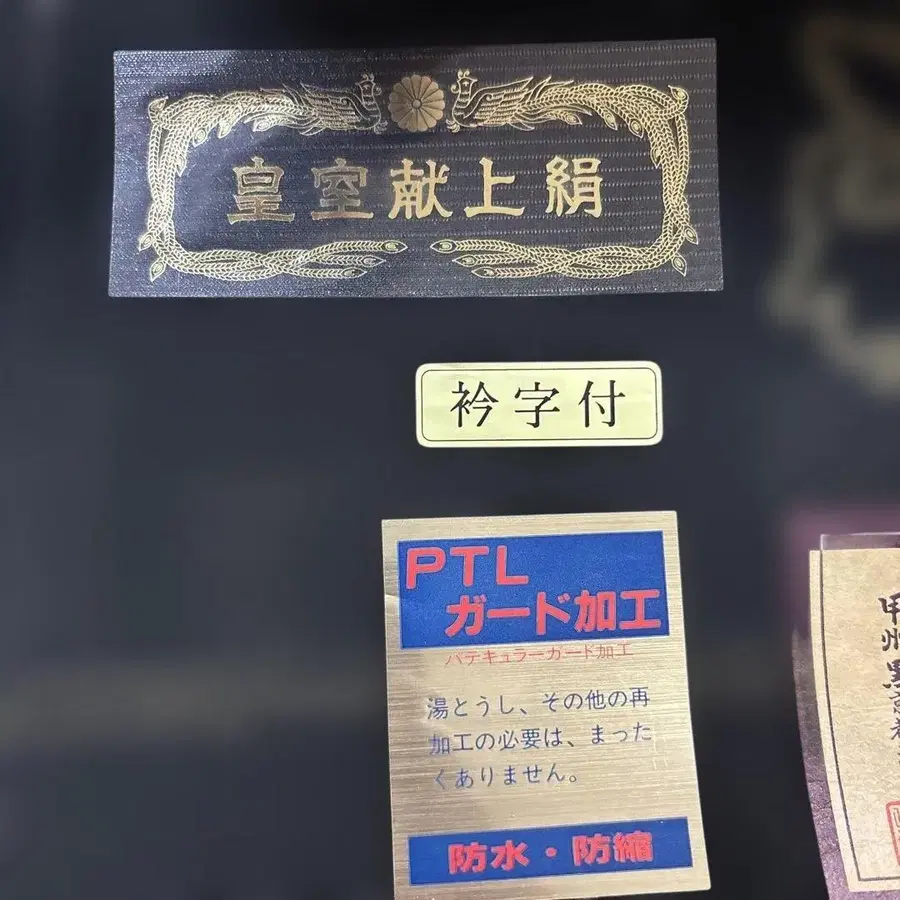 皇室献上絹
衿字付
PTL
ガード加工
パテキュラーガード加工
湯とうし、その他の再
加工の必要は、まった
くありません。
防水・防縮
甲州